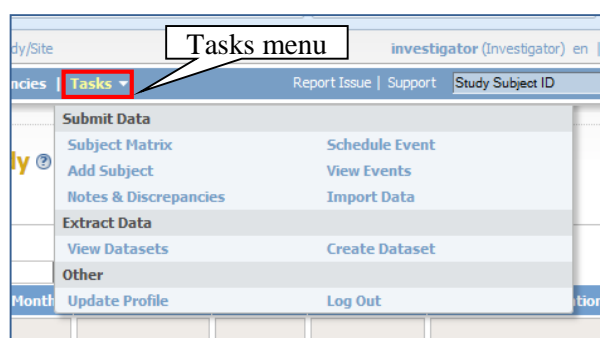 dy/Site Tasks menu investigator (Investigator) en |
ncies | Tasks Report Issue | Support Study Subject ID
Submit Data
Subject Matrix Schedule Event
ly ? Add Subject View Events
Notes & Discrepancies Import Data
Extract Data
View Datasets Create Dataset
Other
Month Update Profile Log Out tion